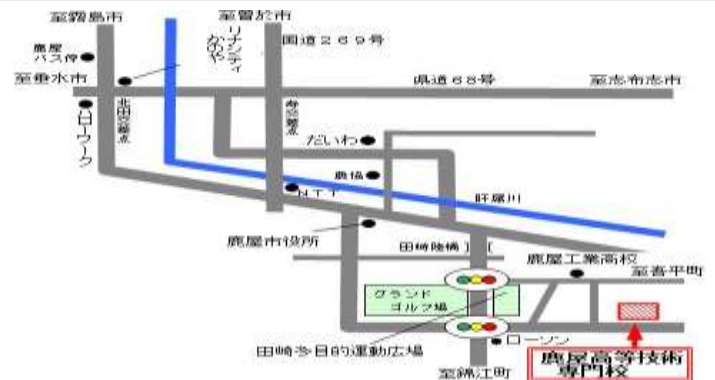 至霧島市
至曽於市
鹿屋
バス停
リナシティ
かのや
国道269号
至垂水市
県道68号
至志布志市
北田交差点
寿交差点
ハローワーク
だいわ
農協
NTT
肝属川
鹿屋市役所
田崎陸橋
鹿屋工業高校
至吾平町
グランド
ゴルフ場
田崎多目的運動広場
ローソン
至錦江町
鹿屋高等技術
専門校